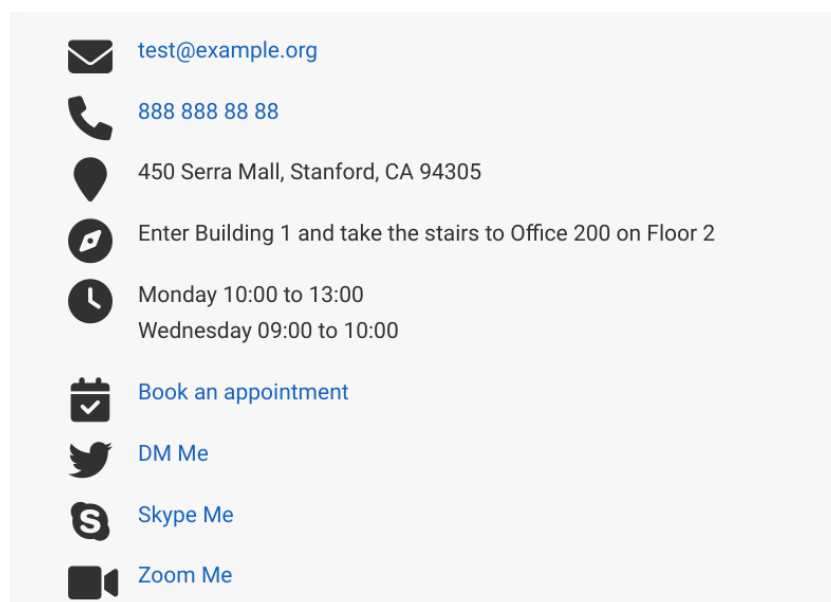 test@example.org
888 888 88 88
450 Serra Mall, Stanford, CA 94305
Enter Building 1 and take the stairs to Office 200 on Floor 2
Monday 10:00 to 13:00
Wednesday 09:00 to 10:00
Book an appointment
DM Me
Skype Me
Zoom Me